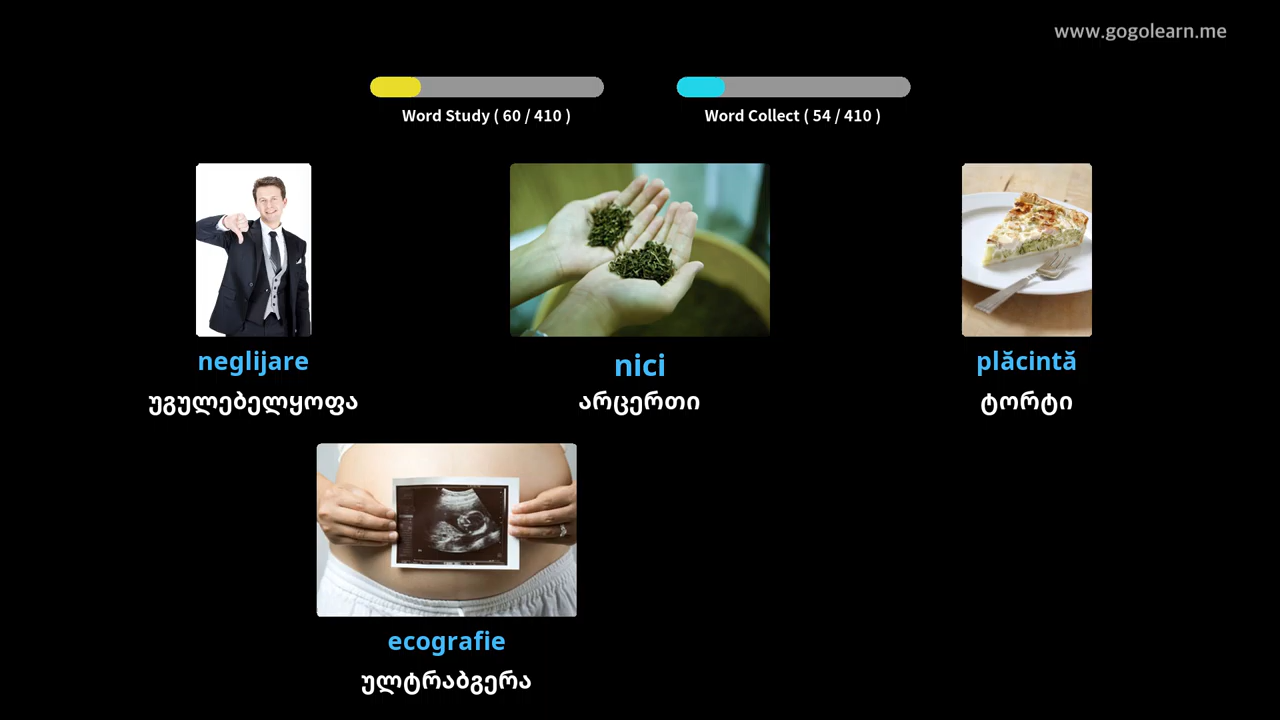 www.gogolearn.me
Word Study ( 60 / 410 )
Word Collect ( 54 / 410 )
neglijare
nici
plăcintă
უგულებელყოფა
არცერთი
ტორტი
ecografie
ულტრაბგერა